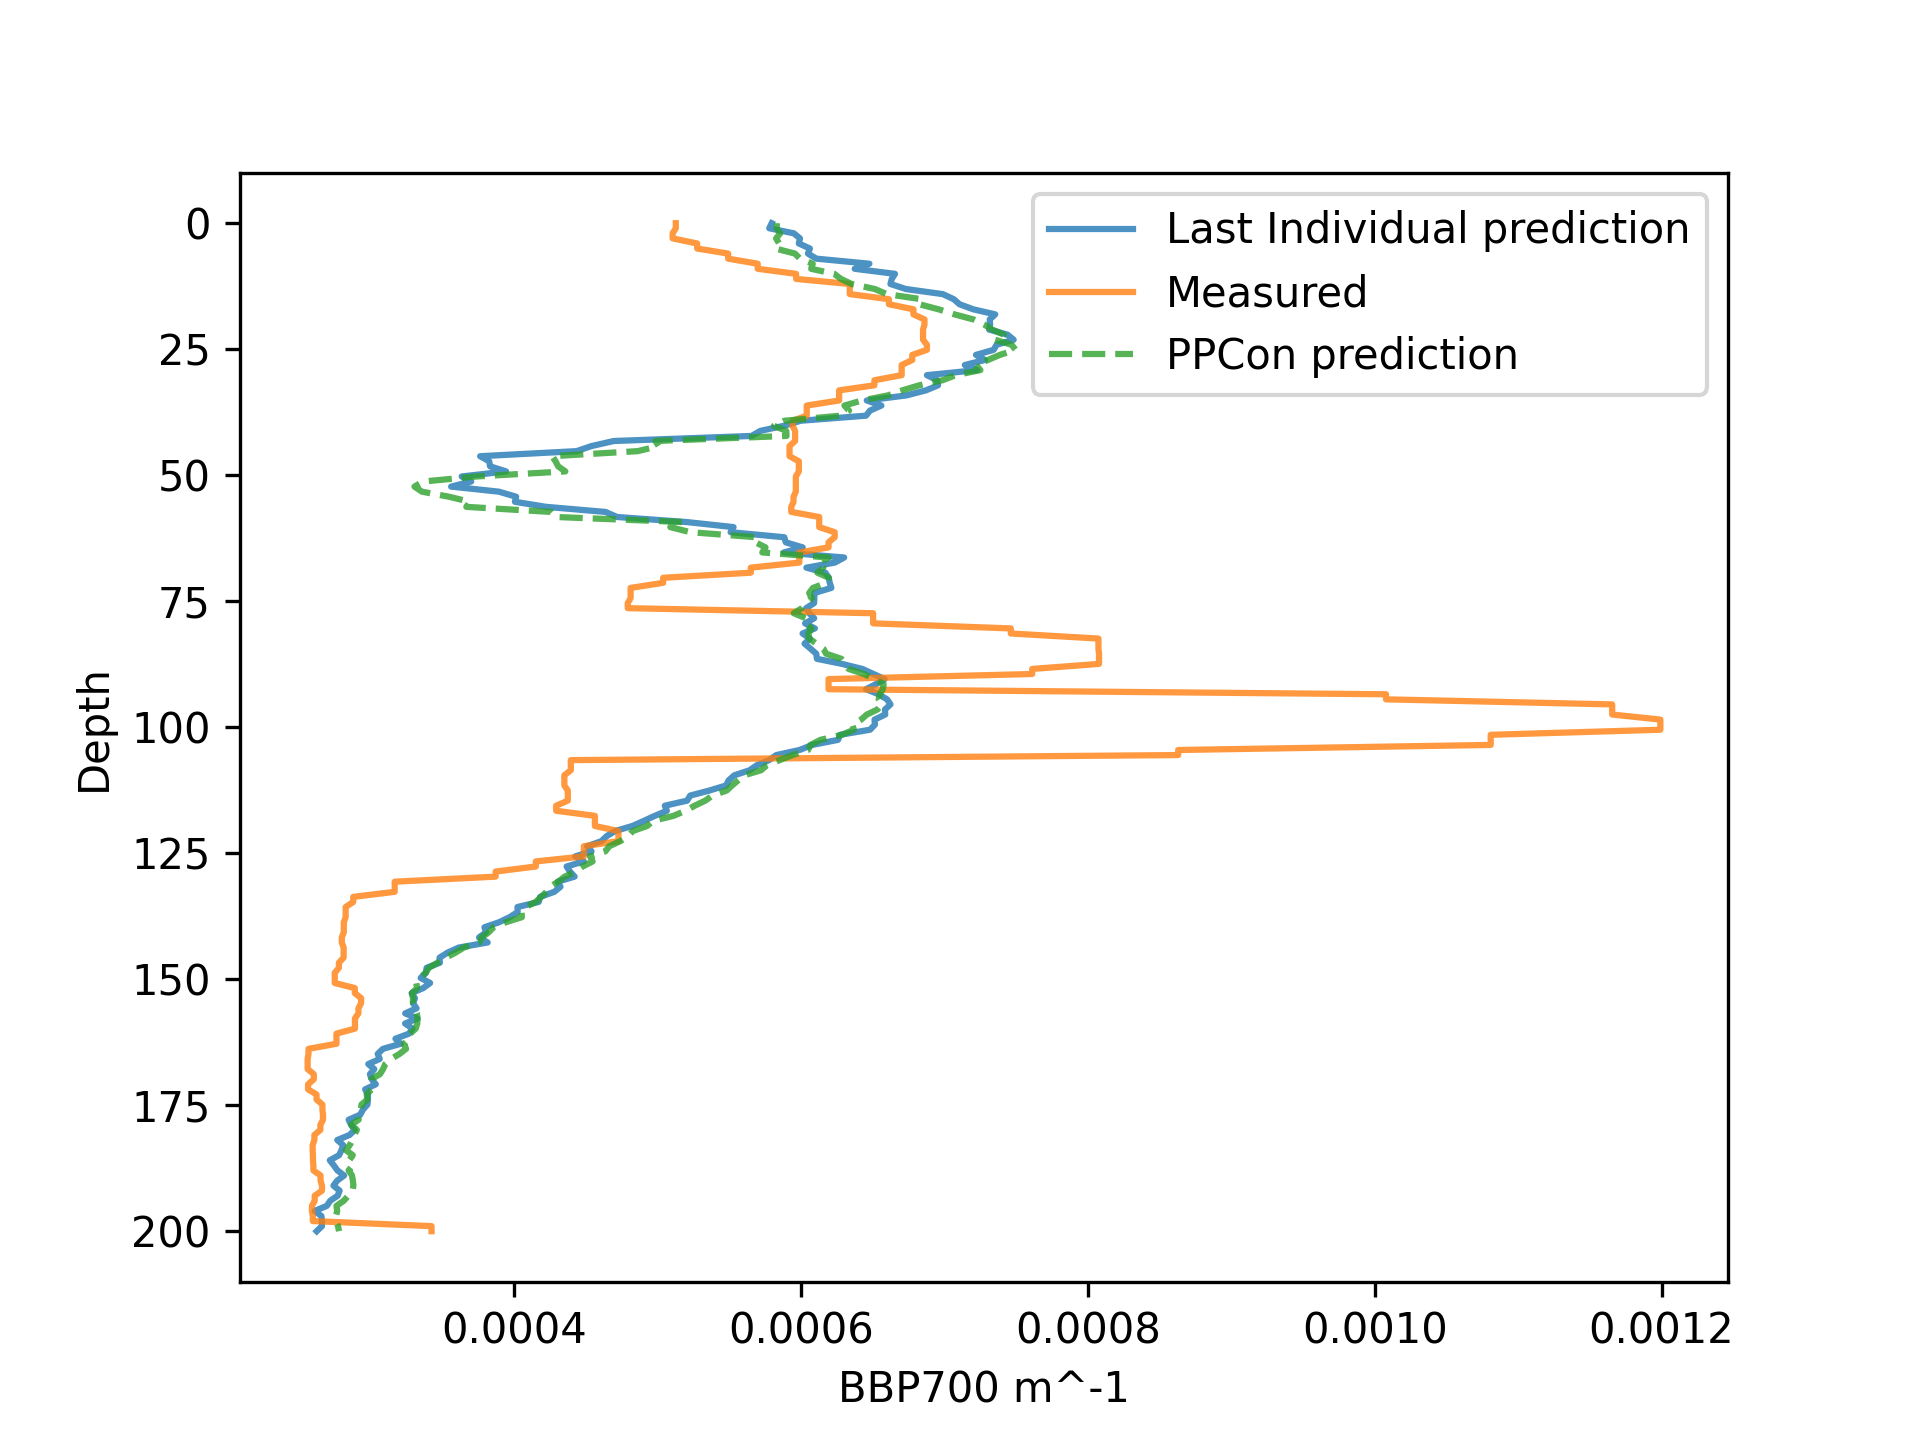 Last Individual prediction
Measured
PPCon prediction
0
25
50
75
100
125
150
175
200
Depth
0.0004 0.0006 0.0008 0.0010 0.0012
BBP700 m^-1